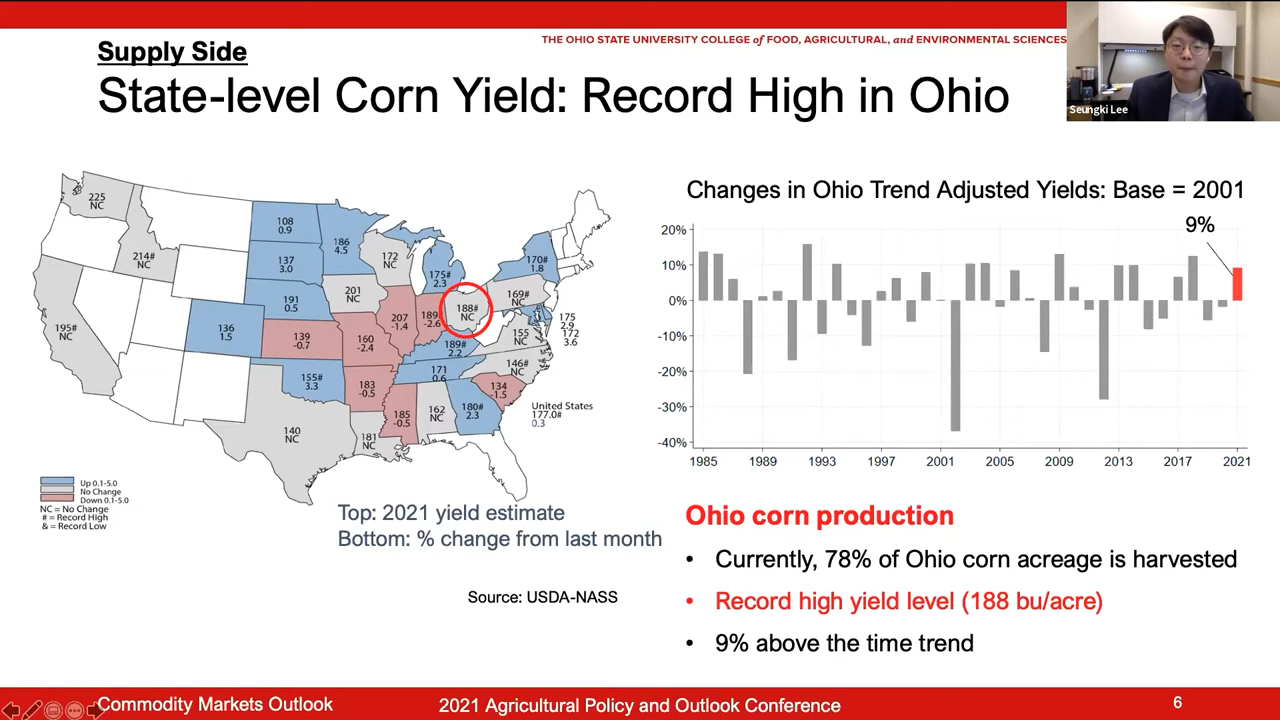 THE OHIO STATE UNIVERSITY COLLEGE of FOOD, AGRICULTURAL, and ENVIRONMENTAL SCIENCES
Supply Side
State-level Corn Yield: Record High in Ohio
Seungki Lee
225
NC
214#
NC
195#
NC
108
0.9
137
3.0
191
0.5
136
1.5
139
-0.7
155#
3.3
140
NC
186
4.5
201
NC
160
-2.4
183
-0.5
181
NC
172
NC
207
-1.4
185
-0.5
175#
2.3
189
-2.6
188#
NC
189#
2.2
171
0.6
162
NC
180#
2.3
134
-1.5
146#
NC
155
NC
169#
NC
170#
1.8
175
2.9
172
3.6
United States
177.0#
0.3
Up 0.1-5.0
No Change
Down 0.1-5.0
NC = No Change
# = Record High
& = Record Low
Top: 2021 yield estimate
Bottom: % change from last month
Source: USDA-NASS
Changes in Ohio Trend Adjusted Yields: Base = 2001
9%
20%
10%
0%
-10%
-20%
-30%
-40%
1985 1989 1993 1997 2001 2005 2009 2013 2017 2021
Ohio corn production
• Currently, 78% of Ohio corn acreage is harvested
• Record high yield level (188 bu/acre)
• 9% above the time trend
Commodity Markets Outlook
2021 Agricultural Policy and Outlook Conference
6